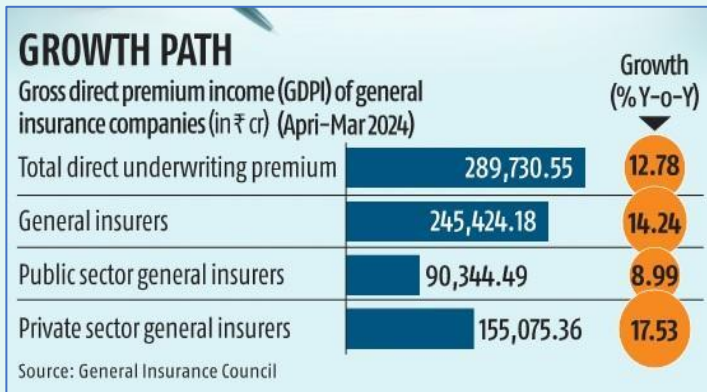 GROWTH PATH
Gross direct premium income (GDPI) of general
insurance companies (in ₹ cr) (Apri-Mar 2024)
Growth
(% Y-o-Y)
Total direct underwriting premium 289,730.55 12.78
General insurers 245,424.18 14.24
Public sector general insurers 90,344.49 8.99
Private sector general insurers 155,075.36 17.53
Source: General Insurance Council